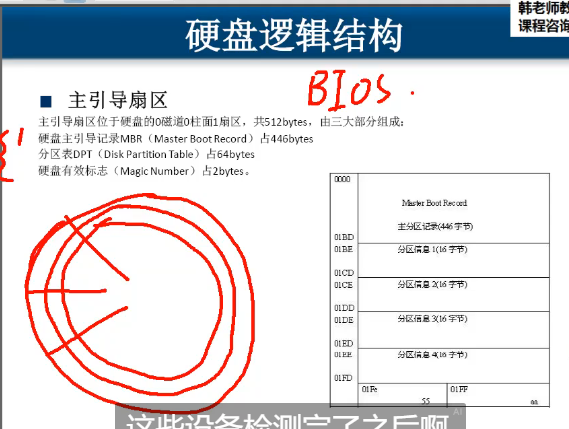 韩老师教
课程咨询
硬盘逻辑结构
BIOS.
■ 主引导扇区
主引导扇区位于硬盘的0磁道0柱面1扇区，共512bytes，由三大部分组成：
硬盘主引导记录MBR（Master Boot Record）占446bytes
分区表DPT（Disk Partition Table）占64bytes
硬盘有效标志（Magic Number）占2bytes。
0000
Master Boot Record
主分区记录(446 字节)
01BD
01BE 分区信息 1(16 字节)
01CD
01CE 分区信息 2(16 字节)
01DD
01DE 分区信息 3(16 字节)
01ED
01EE 分区信息 4(16 字节)
01FD
01Fe 01FF
55 aa
这些设备检测完了之后啊
AI